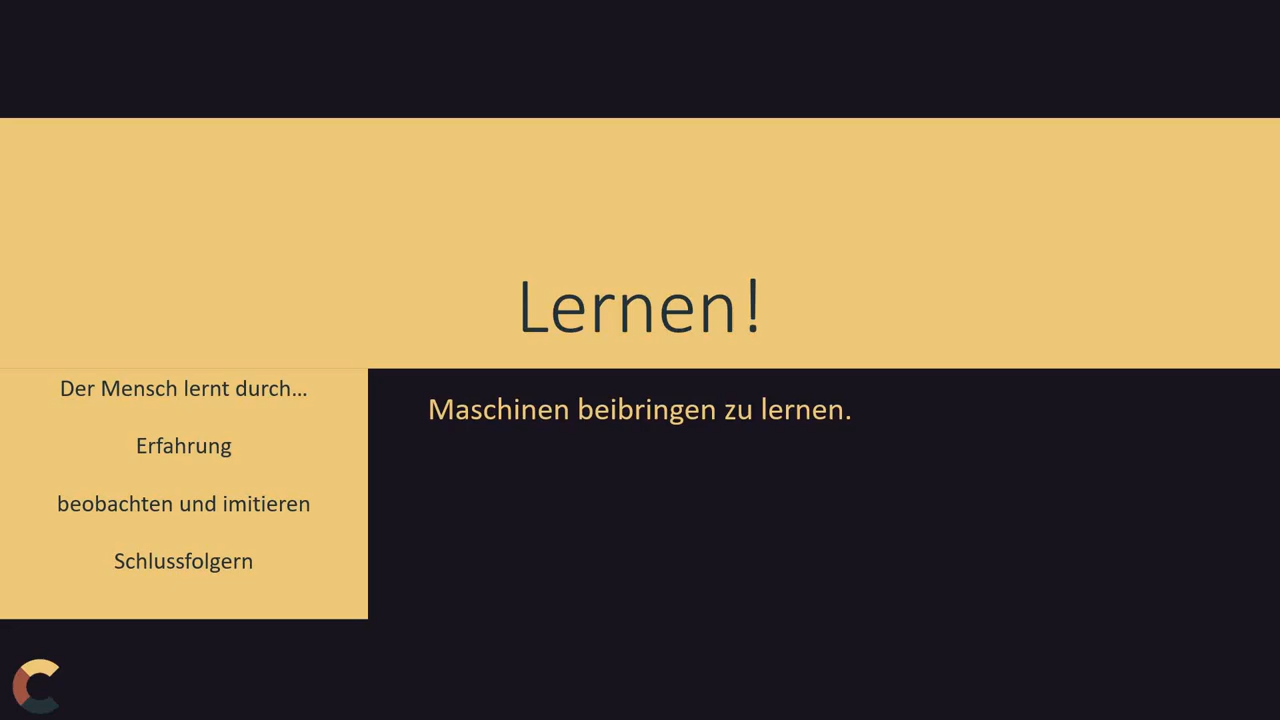 Lernen!
Der Mensch lernt durch...
Erfahrung
beobachten und imitieren
Schlussfolgern
Maschinen beibringen zu lernen.